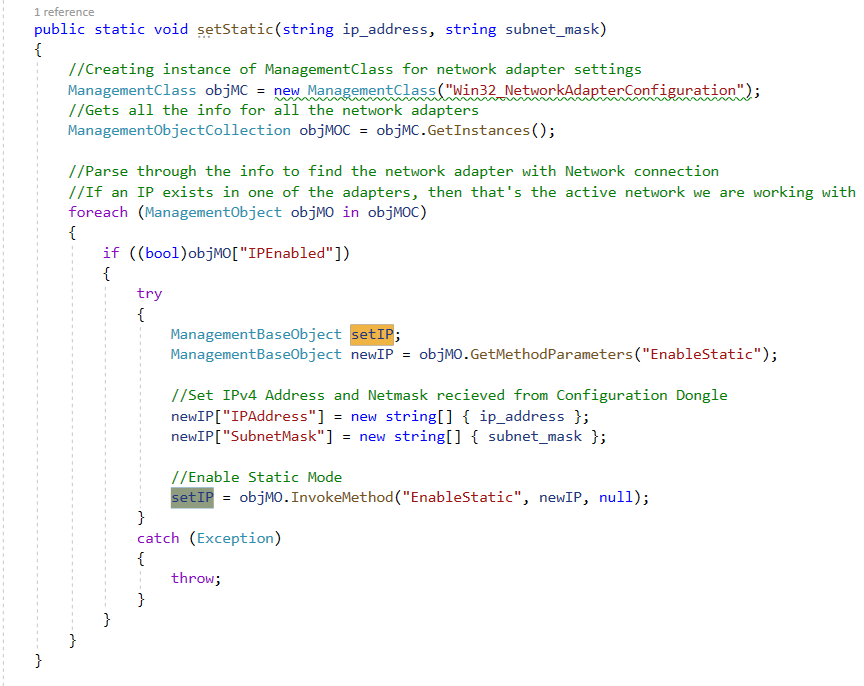 1 reference
public static void setStatic(string ip_address, string subnet_mask)
{
//Creating instance of ManagementClass for network adapter settings
ManagementClass objMC = new ManagementClass("Win32_NetworkAdapterConfiguration");
//Gets all the info for all the network adapters
ManagementObjectCollection objMOC = objMC.GetInstances();
//Parse through the info to find the network adapter with Network connection
//If an IP exists in one of the adapters, then that's the active network we are working with
foreach (ManagementObject objMO in objMOC)
{
if ((bool)objMO["IPEnabled"])
{
try
{
ManagementBaseObject setIP;
ManagementBaseObject newIP = objMO.GetMethodParameters("EnableStatic");
//Set IPv4 Address and Netmask recieved from Configuration Dongle
newIP["IPAddress"] = new string[] { ip_address };
newIP["SubnetMask"] = new string[] { subnet_mask };
//Enable Static Mode
setIP = objMO.InvokeMethod("EnableStatic", newIP, null);
}
catch (Exception)
{
throw;
}
}
}
}